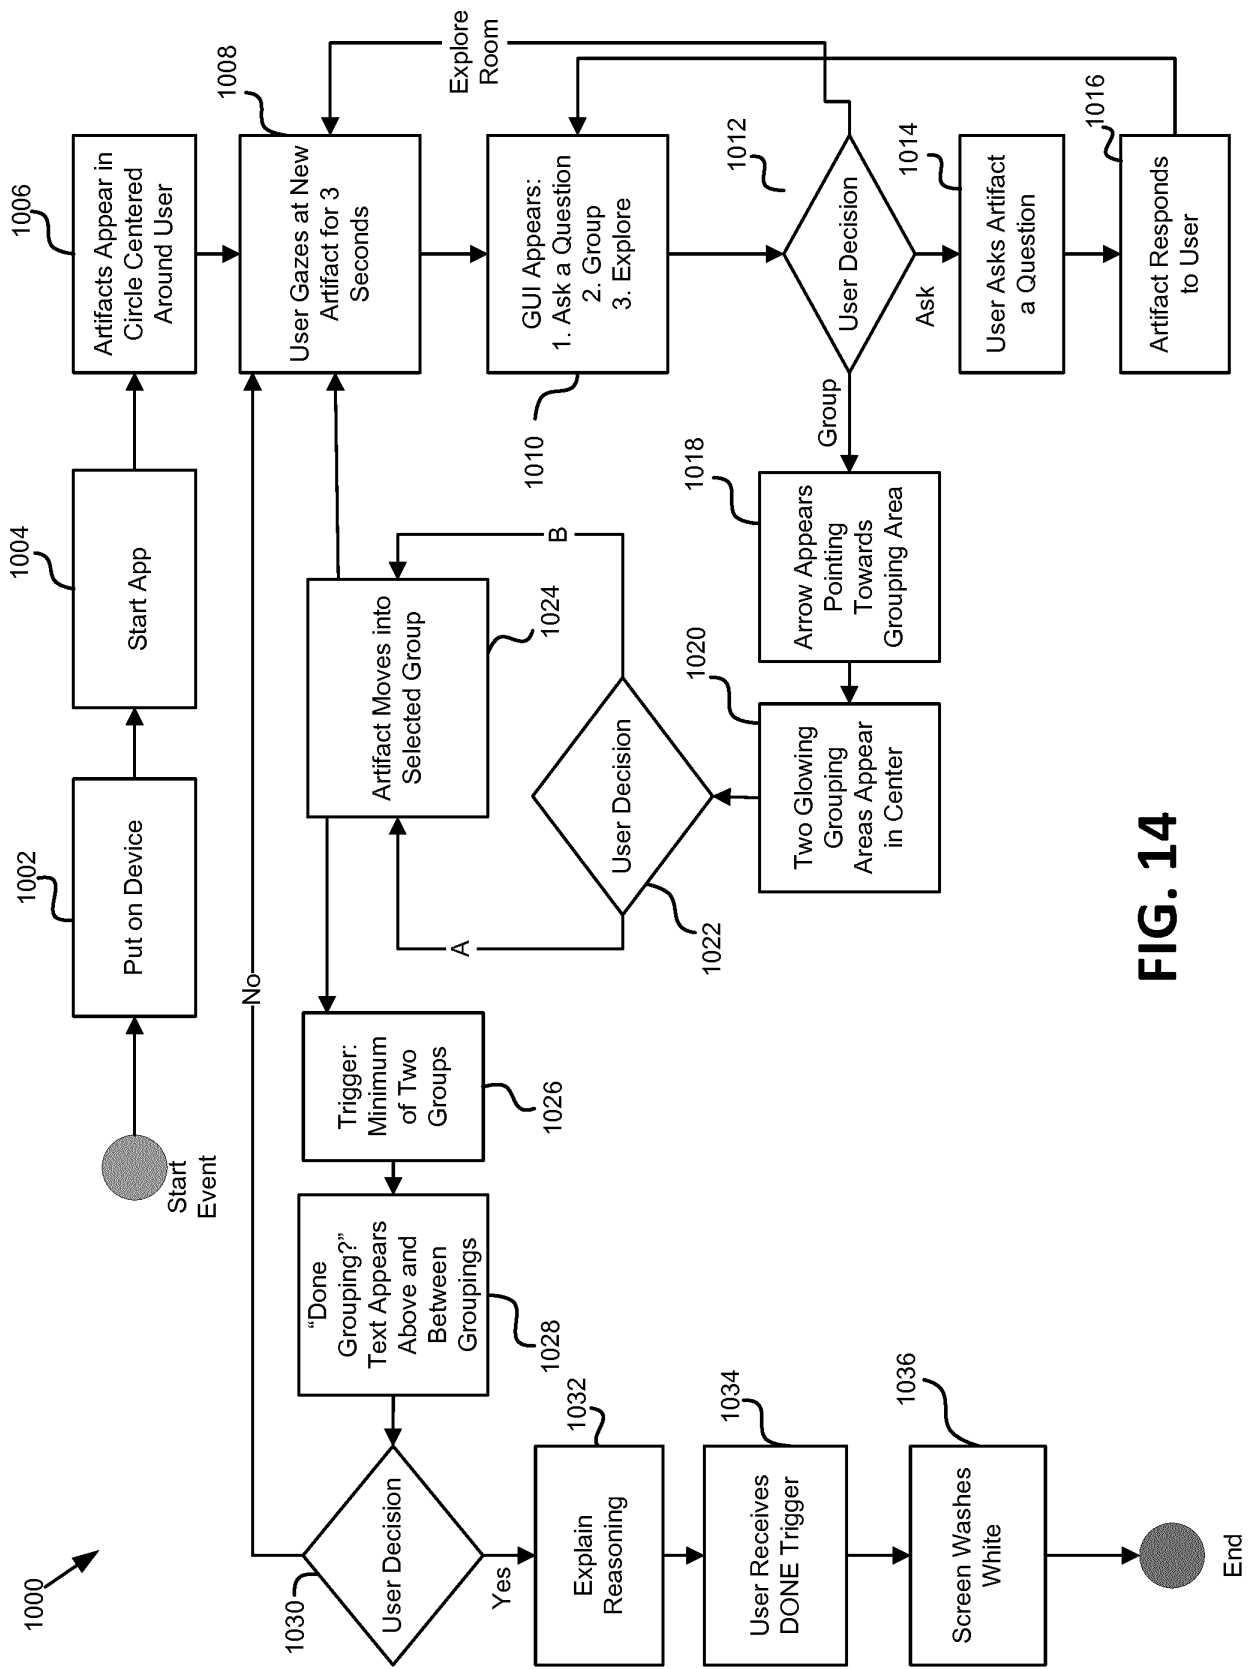 1000
Start
Event
Put on Device
1002
Start App
1004
Artifacts Appear in
Circle Centered
Around User
1006
User Gazes at New
Artifact for 3
Seconds
1008
GUI Appears:
1. Ask a Question
2. Group
3. Explore
1010
User Decision
1012
Explore
Room
Ask
User Asks Artifact
a Question
1014
Artifact Responds
to User
1016
Group
Arrow Appears
Pointing
Towards
Grouping Area
1018
Two Glowing
Grouping
Areas Appear
in Center
1020
User Decision
1022
A
B
Artifact Moves into
Selected Group
1024
Trigger:
Minimum
of Two
Groups
1026
“Done
Grouping?”
Text Appears
Above and
Between
Groupings
1028
User Decision
1030
No
Yes
Explain
Reasoning
1032
User Receives
DONE Trigger
1034
Screen Washes
White
1036
End
FIG. 14